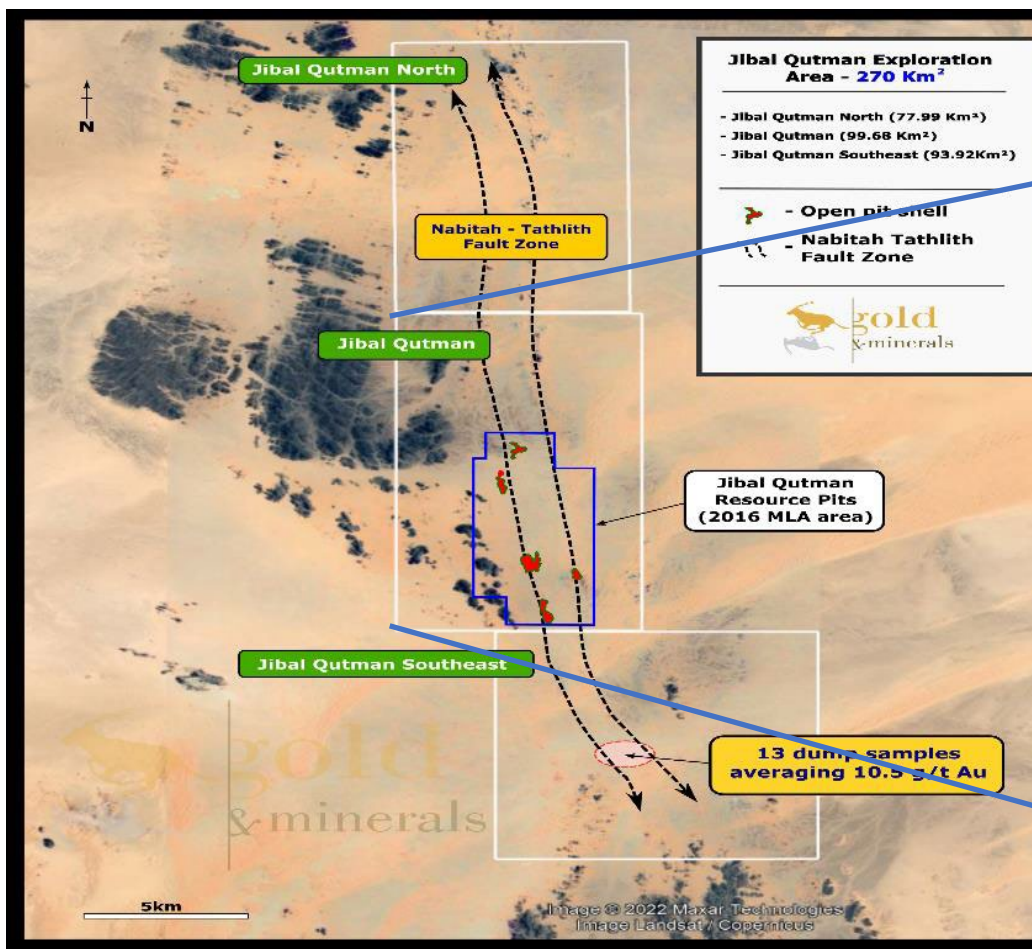 Jibal Qutman North
N
Nabitah - Tathlith
Fault Zone
Jibal Qutman
Jibal Qutman Exploration
Area - 270 Km²
- Jibal Qutman North (77.99 Km²)
- Jibal Qutman (99.68 Km²)
- Jibal Qutman Southeast (93.92Km²)
- Open pit shell
- Nabitah Tathlith
Fault Zone
gold
& minerals
Jibal Qutman
Resource Pits
(2016 MLA area)
Jibal Qutman Southeast
13 dump samples
averaging 10.5 g/t Au
gold
& minerals
5km
Image © 2022 Maxar Technologies
Image Landsat / Copernicus